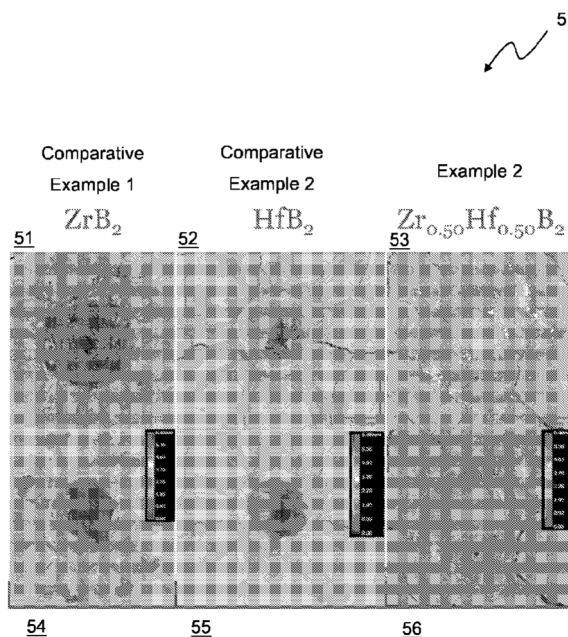 5
Comparative Comparative
Example 1 Example 2 Example 2
ZrB₂ HfB₂ Zr₀.₅₀Hf₀.₅₀B₂
51 52 53
54 55 56